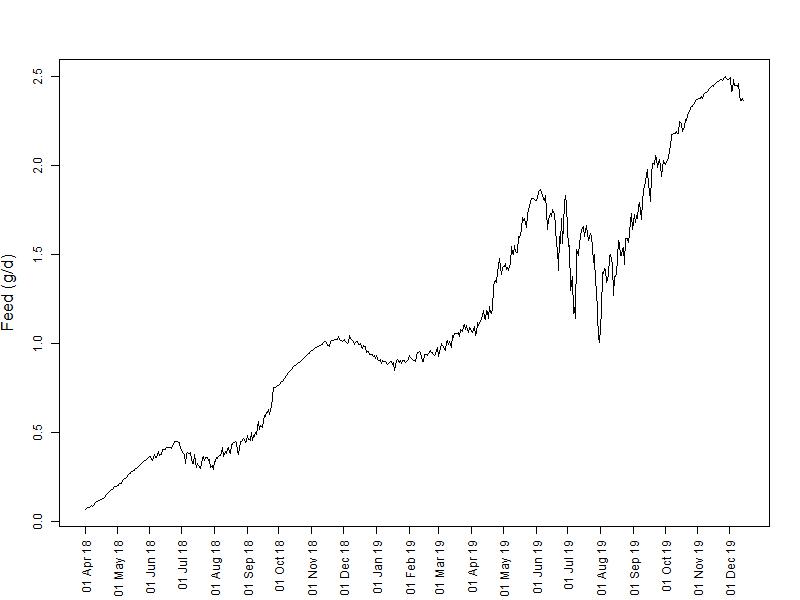 Feed (g/d)
2.5
2.0
1.5
1.0
0.5
0.0
01 Apr 18
01 May 18
01 Jun 18
01 Jul 18
01 Aug 18
01 Sep 18
01 Oct 18
01 Nov 18
01 Dec 18
01 Jan 19
01 Feb 19
01 Mar 19
01 Apr 19
01 May 19
01 Jun 19
01 Jul 19
01 Aug 19
01 Sep 19
01 Oct 19
01 Nov 19
01 Dec 19